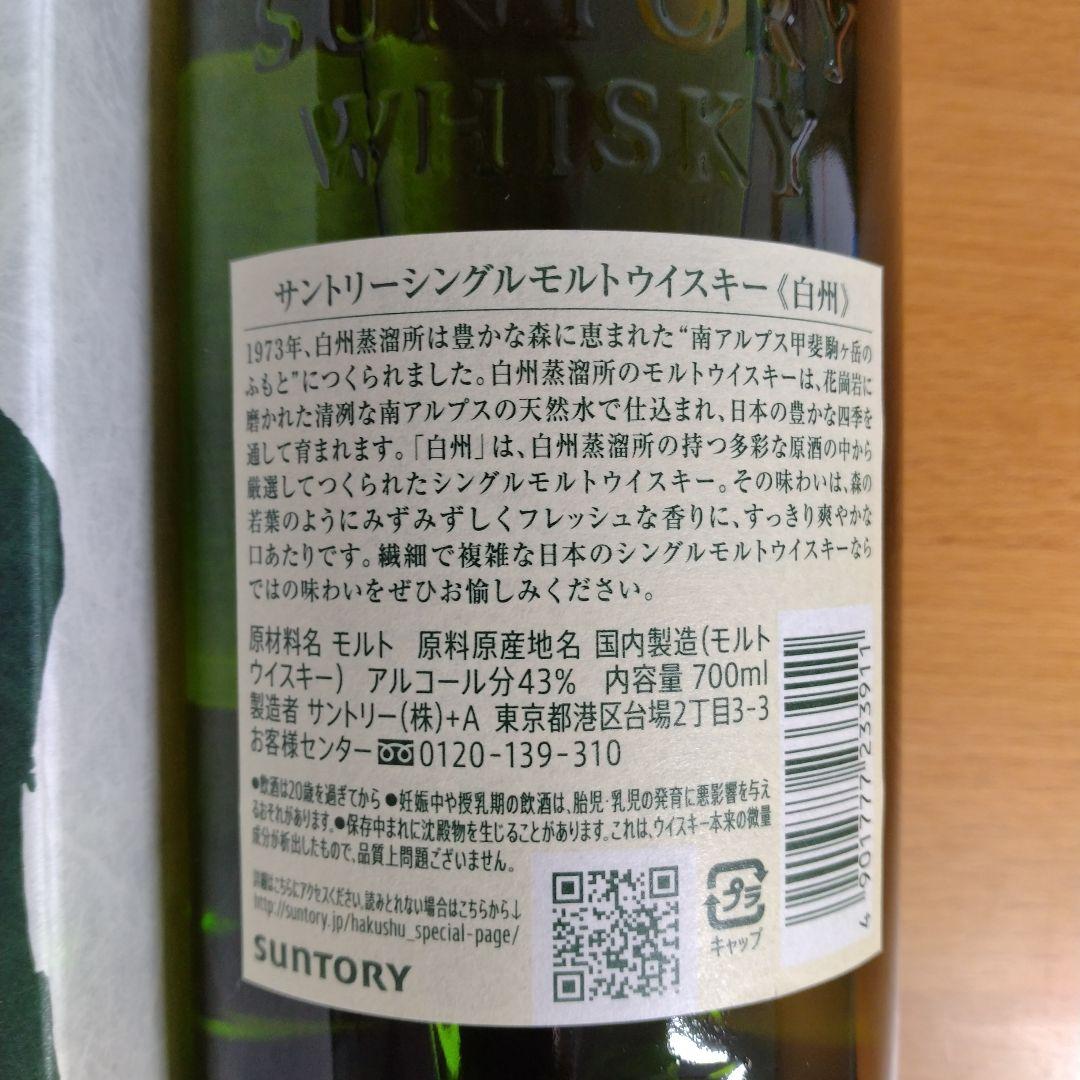 SUNTORY
WHISKY
サントリーシングルモルトウイスキー《白州》
1973年、白州蒸溜所は豊かな森に恵まれた“南アルプス甲斐駒ヶ岳の
ふもと”につくられました。白州蒸溜所のモルトウイスキーは、花崗岩に
磨かれた清冽な南アルプスの天然水で仕込まれ、日本の豊かな四季を
通して育まれます。「白州」は、白州蒸溜所の持つ多彩な原酒の中から
厳選してつくられたシングルモルトウイスキー。その味わいは、森の
若葉のようにみずみずしくフレッシュな香りに、すっきり爽やかな
口あたりです。繊細で複雑な日本のシングルモルトウイスキーなら
ではの味わいをぜひお愉しみください。
原材料名 モルト 原料原産地名 国内製造(モルト
ウイスキー) アルコール分43% 内容量 700ml
製造者 サントリー(株)+A 東京都港区台場2丁目3-3
お客様センター 0120-139-310
●飲酒は20歳を過ぎてから ●妊娠中や授乳期の飲酒は、胎児・乳児の発育に悪影響を与え
るおそれがあります。●保存中まれに沈殿物を生じることがあります。これは、ウイスキー本来の微量
成分が析出したもので、品質上問題ございません。
詳細はこちらにアクセスください。読みとれない場合はこちらから↓
http://suntory.jp/hakushu_special-page/
SUNTORY
プラ
キャップ
4 901777 233911